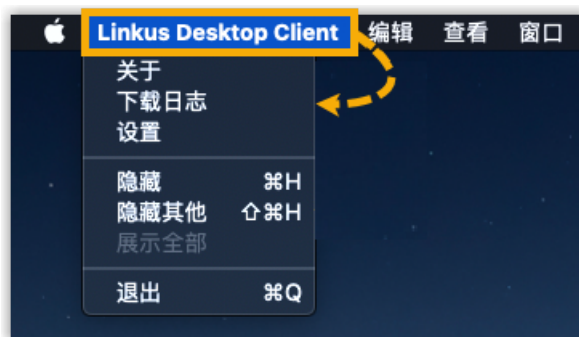 Linkus Desktop Client 编辑 查看 窗口
关于
下载日志
设置
隐藏 ⌘H
隐藏其他 ⇧⌘H
展示全部
退出 ⌘Q